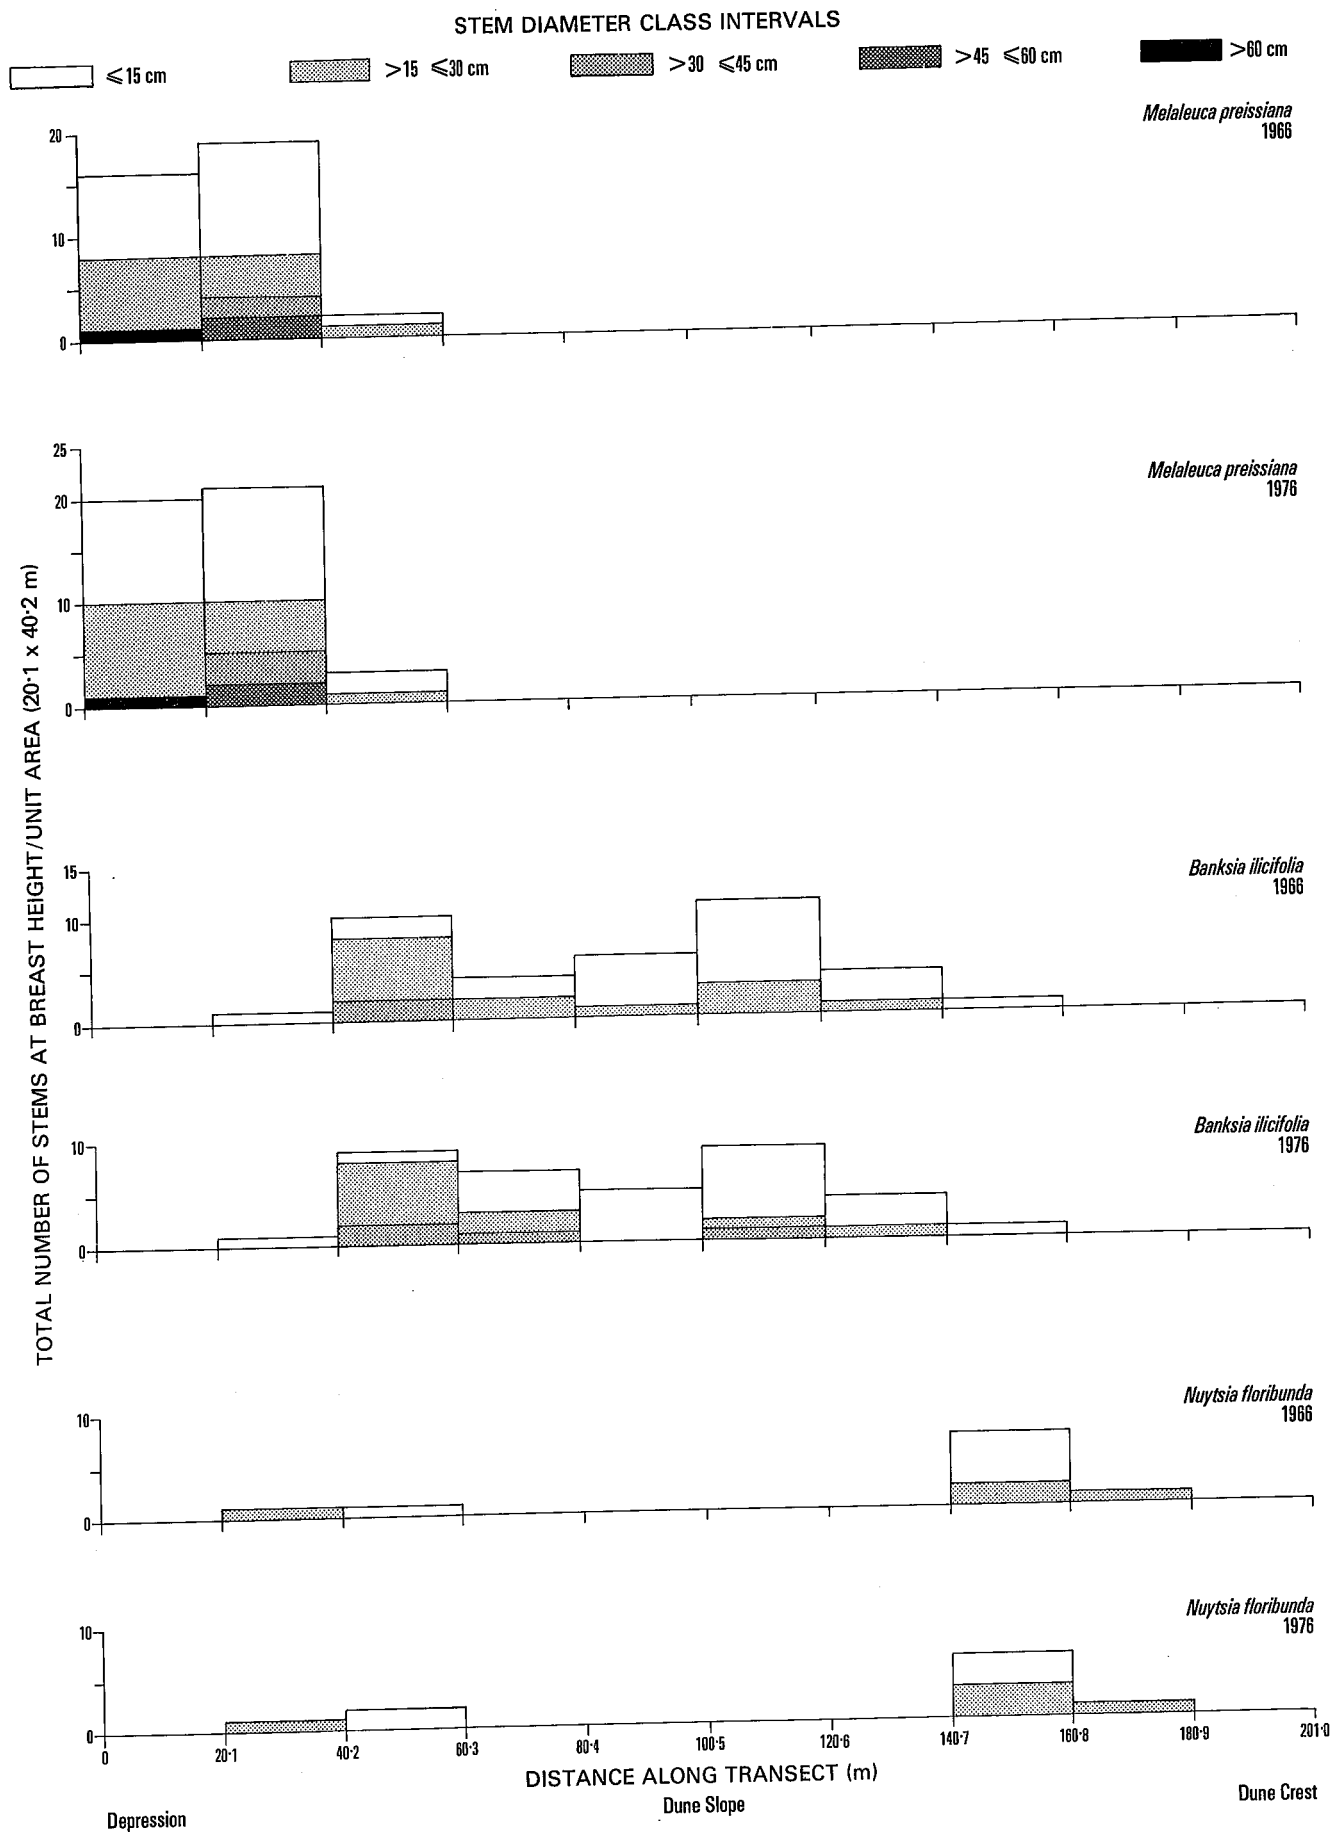 STEM DIAMETER CLASS INTERVALS
⩽15 cm >15 ⩽30 cm >30 ⩽45 cm >45 ⩽60 cm >60 cm
Melaleuca preissiana
1966
20
10
0
Melaleuca preissiana
1976
25
20
10
0
TOTAL NUMBER OF STEMS AT BREAST HEIGHT/UNIT AREA (20·1 x 40·2 m)
Banksia ilicifolia
1966
15
10
0
Banksia ilicifolia
1976
10
0
Nuytsia floribunda
1966
10
0
Nuytsia floribunda
1976
10
0
0 20·1 40·2 60·3 80·4 100·5 120·6 140·7 160·8 180·9 201·0
DISTANCE ALONG TRANSECT (m)
Depression Dune Slope Dune Crest